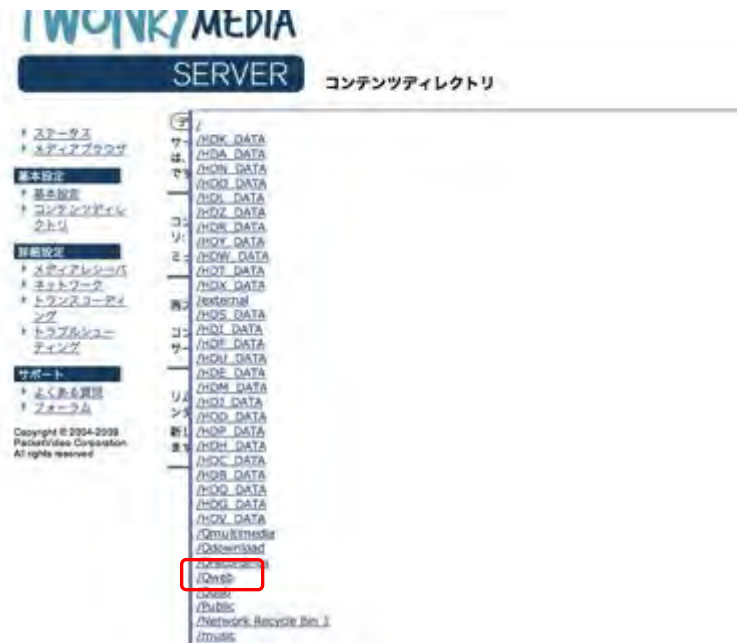 TWONKY MEDIA
SERVER
コンテンツディレクトリ
ステータス
メディアブラウザ
基本設定
基本設定
コンテンツディレ
クトリ
詳細設定
メディアレシーバ
ネットワーク
トランスコーディ
ング
トラブルシュー
ティング
サポート
よくある質問
フォーラム
Copyright © 2004-2009
PacketVideo Corporation
All rights reserved
/
/HDK_DATA
/HDA_DATA
/HDN_DATA
/HDO_DATA
/HDL_DATA
/HDZ_DATA
/HDR_DATA
/HDY_DATA
/HDW_DATA
/HDT_DATA
/HDX_DATA
/external
/HDS_DATA
/HDI_DATA
/HDF_DATA
/HDU_DATA
/HDE_DATA
/HDM_DATA
/HDJ_DATA
/HDD_DATA
/HDP_DATA
/HDH_DATA
/HDC_DATA
/HDB_DATA
/HDQ_DATA
/HDG_DATA
/HDV_DATA
/Qmultimedia
/Qdownload
/Qweb
/Public
/Network Recycle Bin 1
/music